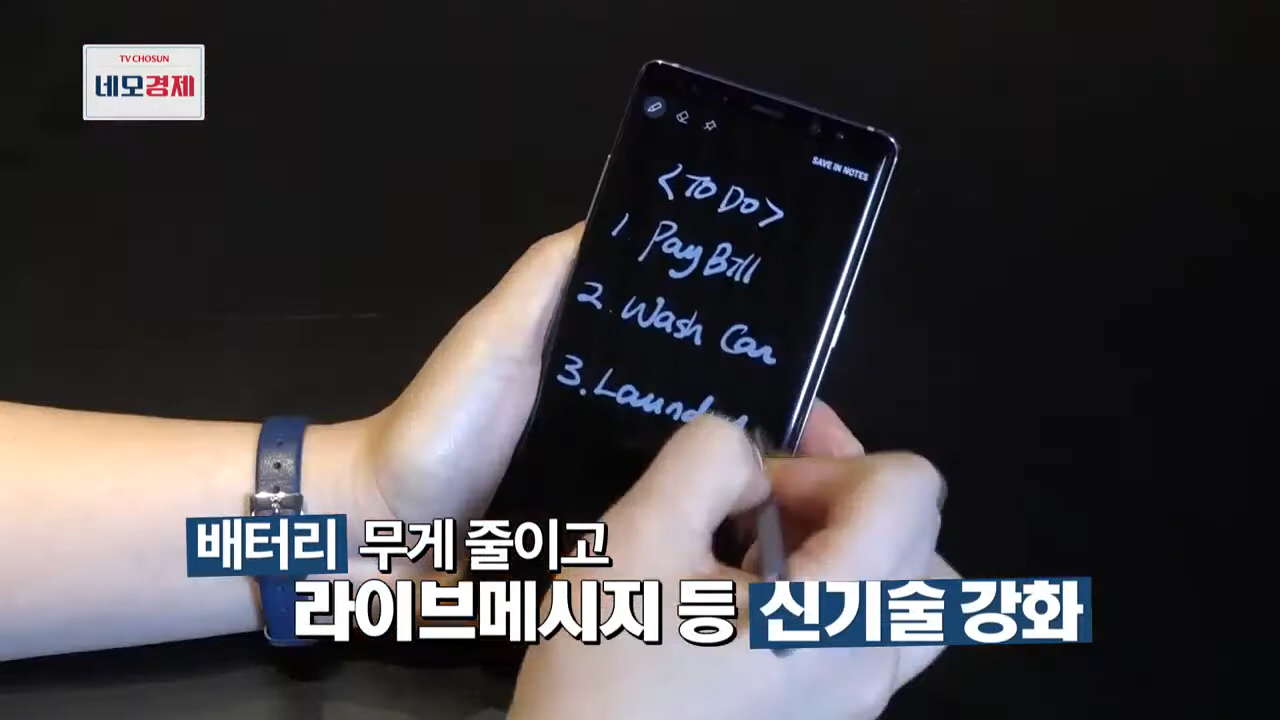 TV CHOSUN
네모경제
SAVE IN NOTES
<To Do>
1. Pay Bill
2. Wash Car
3.
배터리 무게 줄이고
라이브메시지 등 신기술 강화